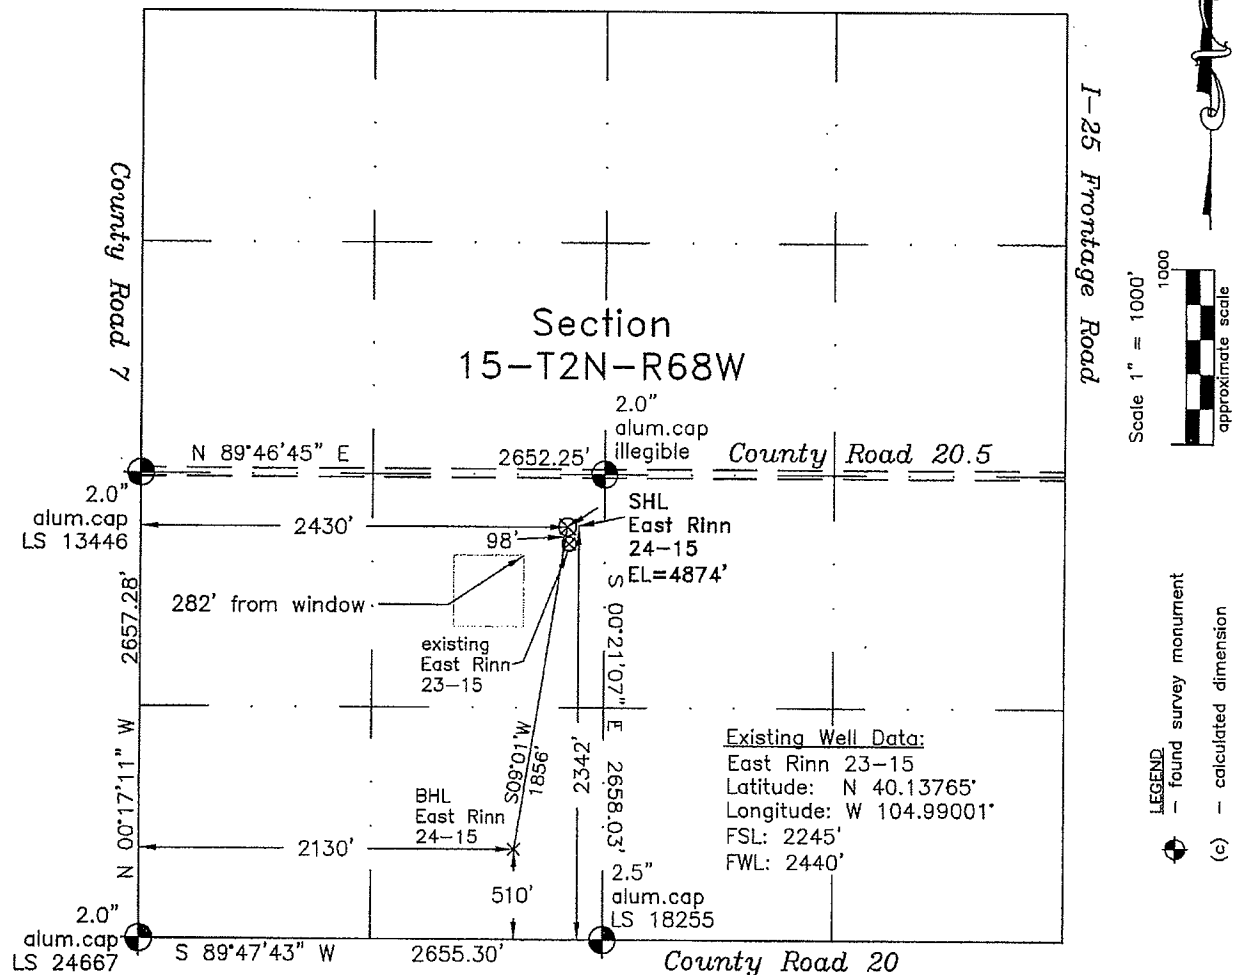 County Road 7
I-25 Frontage Road
Section
15-T2N-R68W
Scale 1" = 1000'
1000
approximate scale
2.0"
alum.cap
illegible
N 89°46'45" E
2652.25'
County Road 20.5
2.0"
alum.cap
LS 13446
2430'
98'
SHL
East Rinn
24-15
EL=4874'
282' from window
existing
East Rinn
23-15
2657.28'
N 00°17'11" W
S 00°21'07" E 2658.03'
S09°01'W
1856'
2342'
BHL
East Rinn
24-15
2130'
510'
Existing Well Data:
East Rinn 23-15
Latitude: N 40.13765°
Longitude: W 104.99001°
FSL: 2245'
FWL: 2440'
LEGEND
- found survey monument
(c) - calculated dimension
2.5"
alum.cap
LS 18255
2.0"
alum.cap
LS 24667
S 89°47'43" W
2655.30'
County Road 20